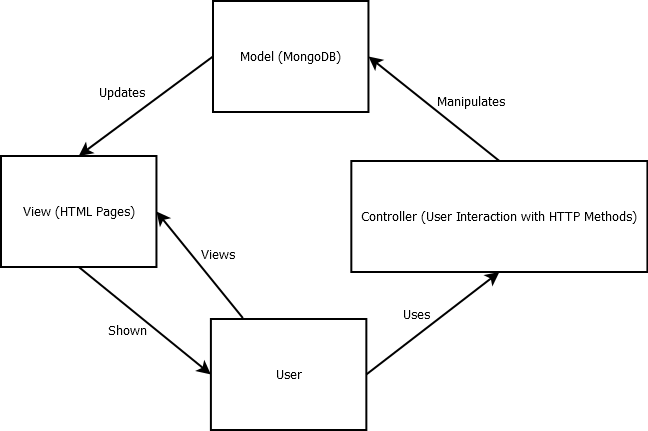 Model (MongoDB)
Updates
Manipulates
View (HTML Pages)
Controller (User Interaction with HTTP Methods)
Views
Shown
Uses
User